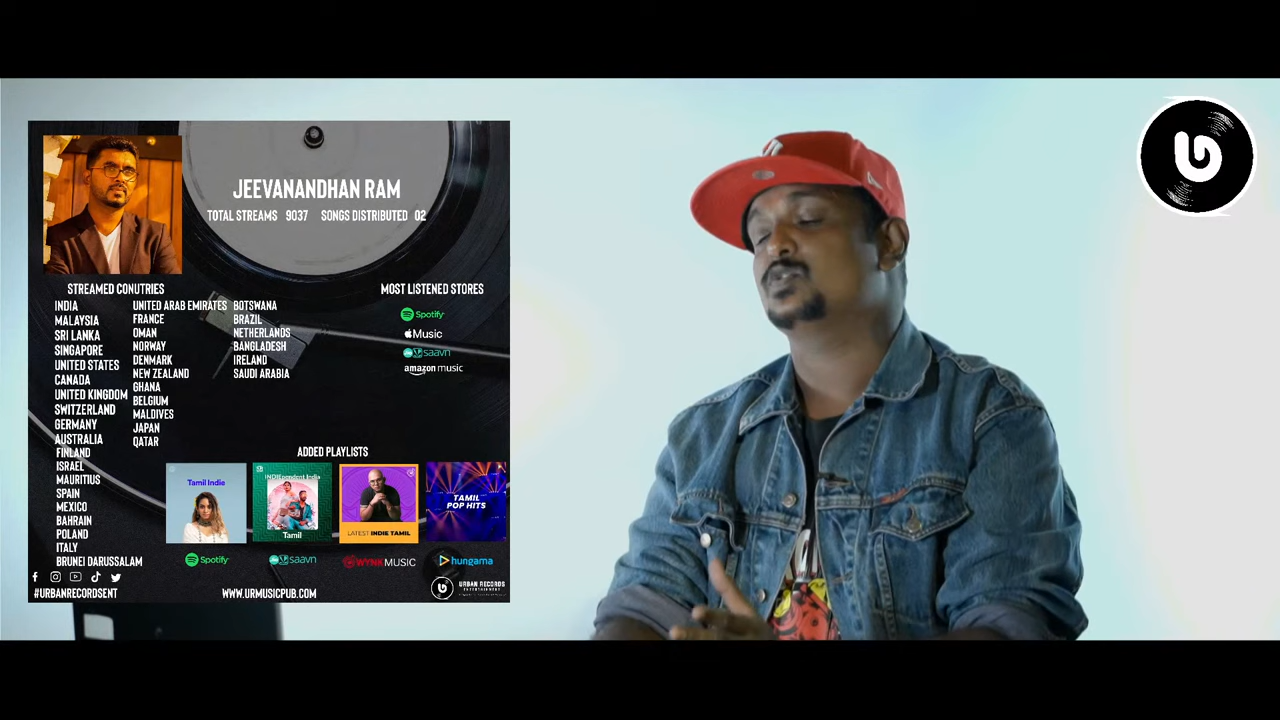 JEEVANANDHAN RAM
TOTAL STREAMS 9037 SONGS DISTRIBUTED 02
STREAMED CONUTRIES
INDIA
MALAYSIA
SRI LANKA
SINGAPORE
UNITED STATES
CANADA
UNITED KINGDOM
SWITZERLAND
GERMANY
AUSTRALIA
FINLAND
ISRAEL
MAURITIUS
SPAIN
MEXICO
BAHRAIN
POLAND
ITALY
BRUNEI DARUSSALAM
UNITED ARAB EMIRATES
FRANCE
OMAN
NORWAY
DENMARK
NEW ZEALAND
GHANA
BELGIUM
MALDIVES
JAPAN
QATAR
BOTSWANA
BRAZIL
NETHERLANDS
BANGLADESH
IRELAND
SAUDI ARABIA
MOST LISTENED STORES
Spotify
Music
saavn
amazon music
ADDED PLAYLISTS
Tamil Indie
INDIEpendent India
Tamil
LATEST INDIE TAMIL
TAMIL
POP HITS
Spotify
saavn
WYNK MUSIC
hungama
#URBANRECORDSENT
WWW.URMUSICPUB.COM
URBAN RECORDS
ENTERTAINMENT